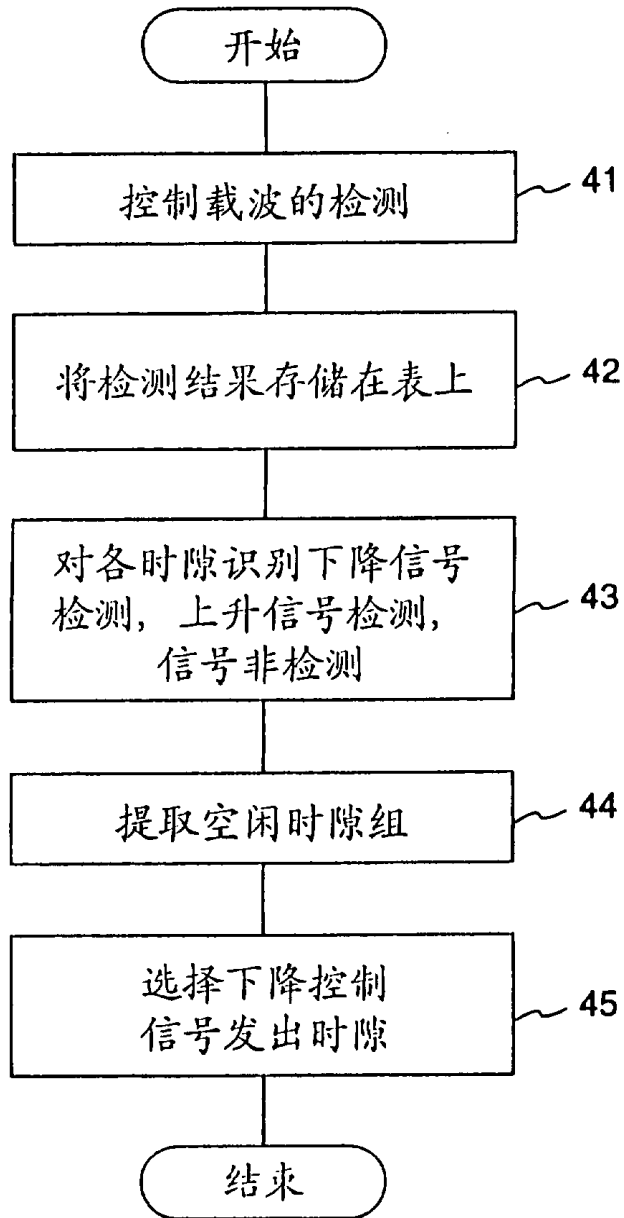 开始
控制载波的检测
41
将检测结果存储在表上
42
对各时隙识别下降信号
检测，上升信号检测，
信号非检测
43
提取空闲时隙组
44
选择下降控制
信号发出时隙
45
结束